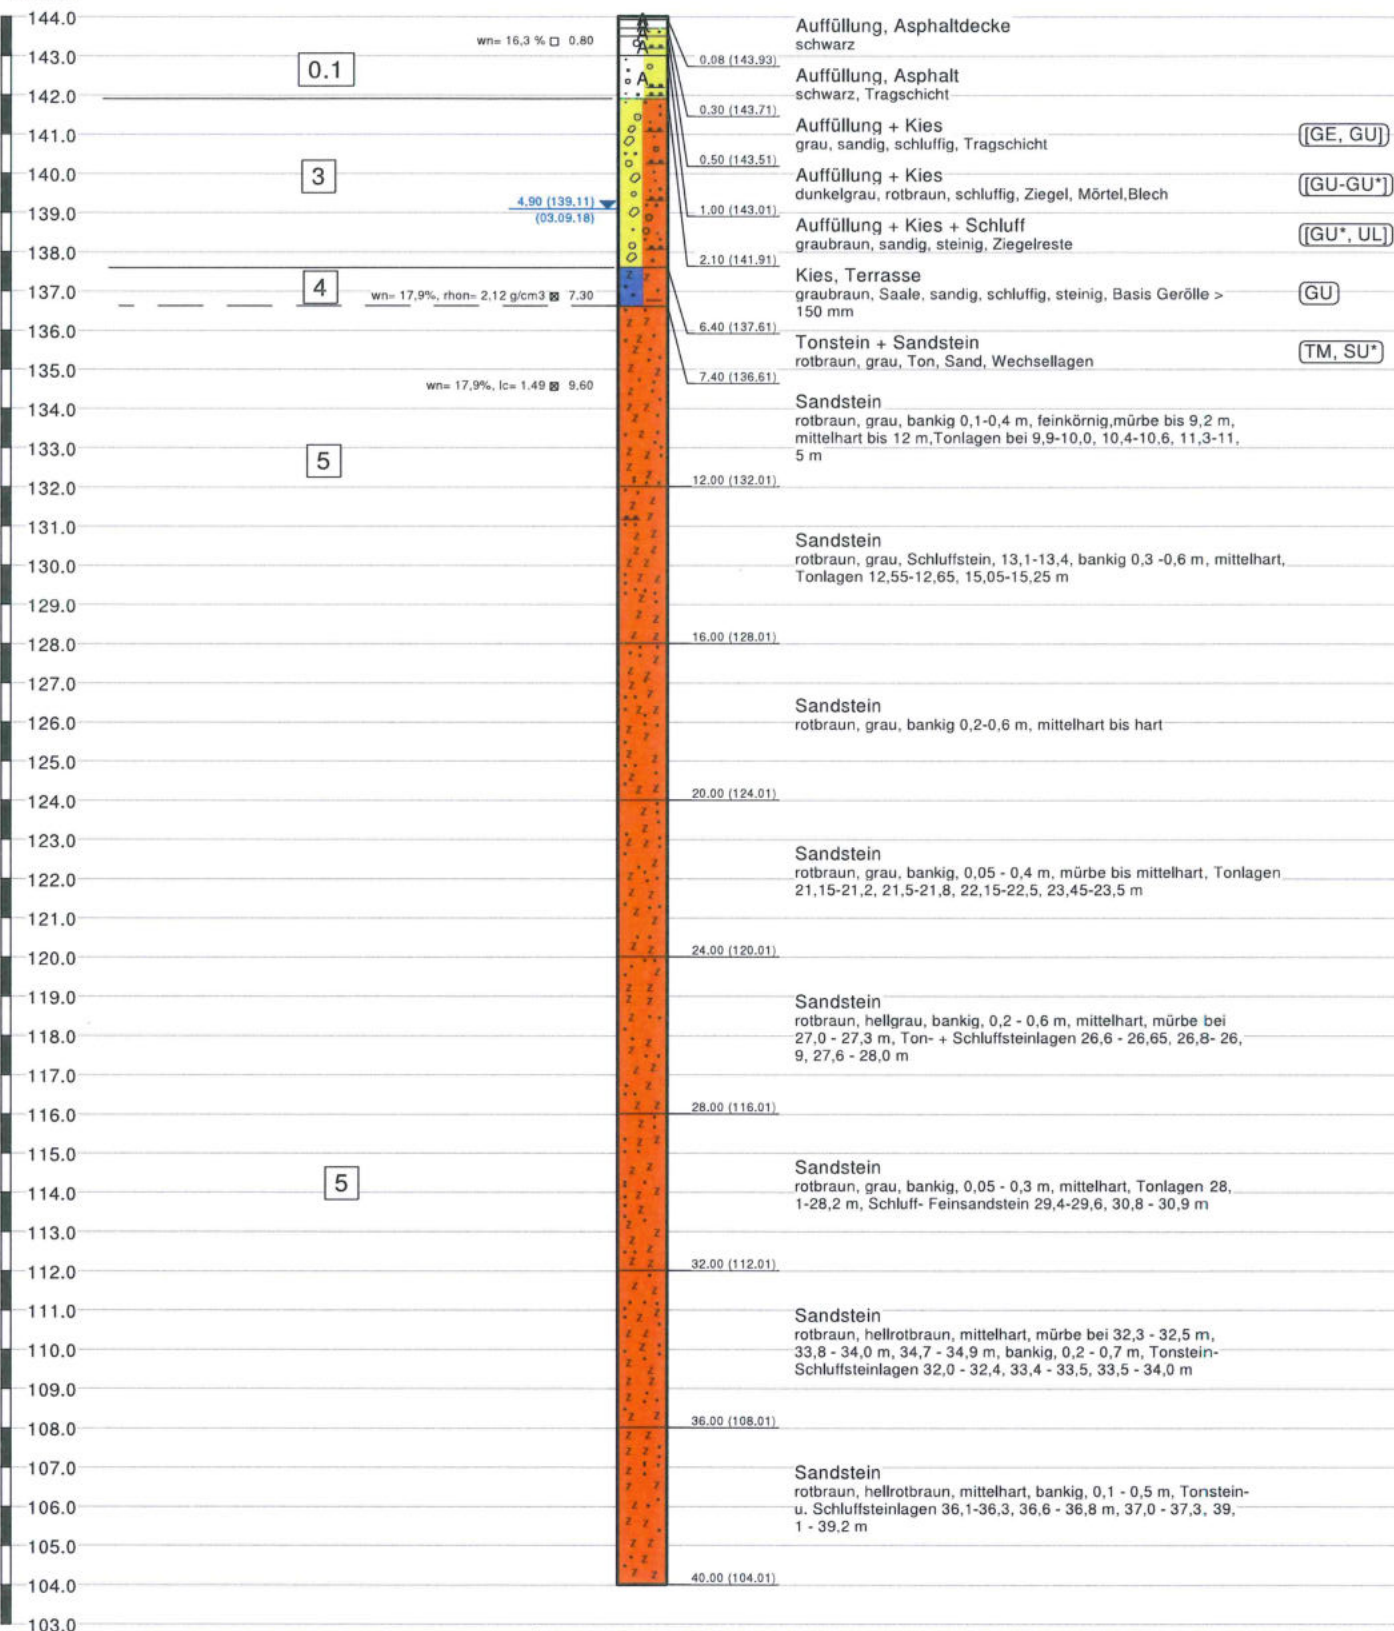 144.0
143.0
142.0
141.0
140.0
139.0
138.0
137.0
136.0
135.0
134.0
133.0
132.0
131.0
130.0
129.0
128.0
127.0
126.0
125.0
124.0
123.0
122.0
121.0
120.0
119.0
118.0
117.0
116.0
115.0
114.0
113.0
112.0
111.0
110.0
109.0
108.0
107.0
106.0
105.0
104.0
103.0
0.1
3
4
5
5
wn= 16,3 % 0.80
4.90 (139.11)
(03.09.18)
wn= 17,9%, rhon= 2,12 g/cm3 7.30
wn= 17,9%, Ic= 1.49 9.60
A
A
A
A
A
0,08 (143.93)
0.30 (143.71)
0,50 (143.51)
1.00 (143.01)
2.10 (141.91)
6.40 (137.61)
7.40 (136.61)
12.00 (132.01)
16.00 (128.01)
20.00 (124.01)
24.00 (120.01)
28.00 (116.01)
32.00 (112.01)
36.00 (108.01)
40.00 (104.01)
Auffüllung, Asphaltdecke
schwarz
Auffüllung, Asphalt
schwarz, Tragschicht
Auffüllung + Kies
grau, sandig, schluffig, Tragschicht
[GE, GU]
Auffüllung + Kies
dunkelgrau, rotbraun, schluffig, Ziegel, Mörtel,Blech
[GU-GU*]
Auffüllung + Kies + Schluff
graubraun, sandig, steinig, Ziegelreste
[GU*, UL]
Kies, Terrasse
graubraun, Saale, sandig, schluffig, steinig, Basis Gerölle >
150 mm
GU
Tonstein + Sandstein
rotbraun, grau, Ton, Sand, Wechsellagen
TM, SU*
Sandstein
rotbraun, grau, bankig 0,1-0,4 m, feinkörnig,mürbe bis 9,2 m,
mittelhart bis 12 m,Tonlagen bei 9,9-10,0, 10,4-10,6, 11,3-11,
5 m
Sandstein
rotbraun, grau, Schluffstein, 13,1-13,4, bankig 0,3 -0,6 m, mittelhart,
Tonlagen 12,55-12,65, 15,05-15,25 m
Sandstein
rotbraun, grau, bankig 0,2-0,6 m, mittelhart bis hart
Sandstein
rotbraun, grau, bankig, 0,05 - 0,4 m, mürbe bis mittelhart, Tonlagen
21,15-21,2, 21,5-21,8, 22,15-22,5, 23,45-23,5 m
Sandstein
rotbraun, hellgrau, bankig, 0,2 - 0,6 m, mittelhart, mürbe bei
27,0 - 27,3 m, Ton- + Schluffsteinlagen 26,6 - 26,65, 26,8- 26,
9, 27,6 - 28,0 m
Sandstein
rotbraun, grau, bankig, 0,05 - 0,3 m, mittelhart, Tonlagen 28,
1-28,2 m, Schluff- Feinsandstein 29,4-29,6, 30,8 - 30,9 m
Sandstein
rotbraun, hellrotbraun, mittelhart, mürbe bei 32,3 - 32,5 m,
33,8 - 34,0 m, 34,7 - 34,9 m, bankig, 0,2 - 0,7 m, Tonstein-
Schluffsteinlagen 32,0 - 32,4, 33,4 - 33,5, 33,5 - 34,0 m
Sandstein
rotbraun, hellrotbraun, mittelhart, bankig, 0,1 - 0,5 m, Tonstein-
u. Schluffsteinlagen 36,1-36,3, 36,6 - 36,8 m, 37,0 - 37,3, 39,
1 - 39,2 m